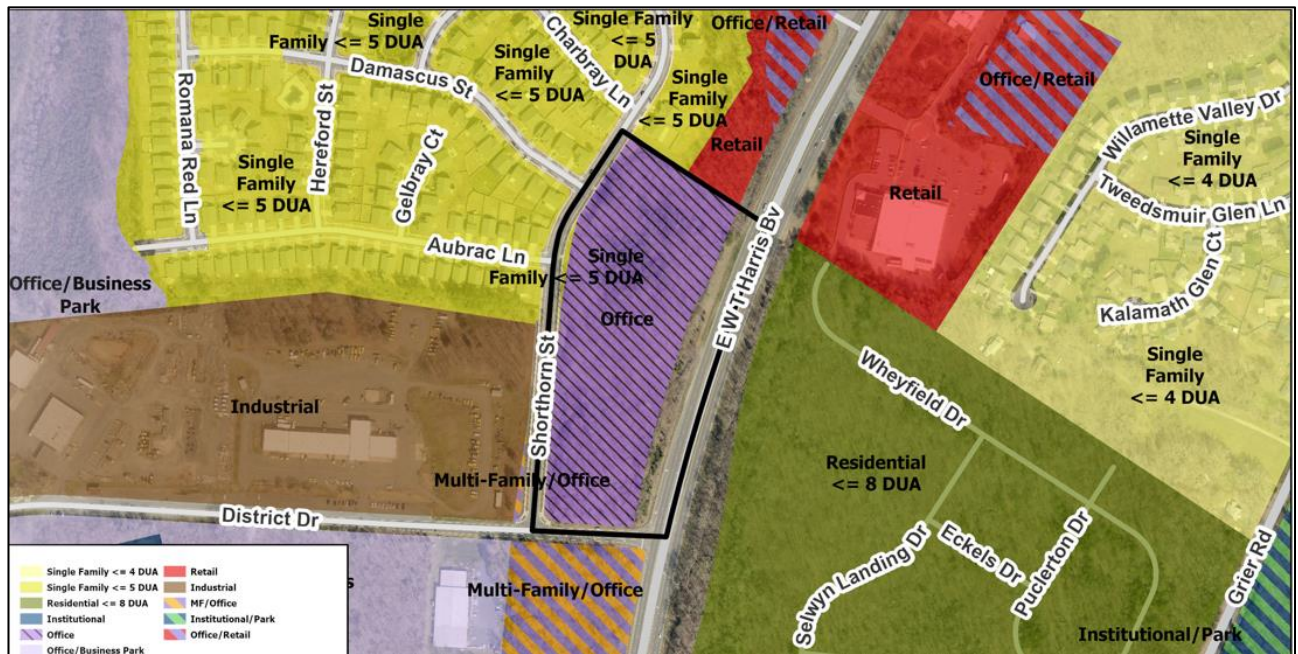 Single
Family <= 5 DUA
Single Family
<= 5
DUA
Office/Retail
Charbray Ln
Single
Family
<= 5 DUA
Damascus St
Romana Red Ln
Hereford St
Single
Family
<= 5 DUA
Office/Retail
Willamette Valley Dr
Single
Family
<= 4 DUA
Tweedsmuir Glen Ln
Retail
Retail
Single
Family
<= 5 DUA
Gelbray Ct
Aubrac Ln
Single
Family <= 5 DUA
Office
E W T Harris Bv
Kalamath Glen Ct
Office/Business
Park
Shorthorn St
Single
Family
<= 4 DUA
Wheyfield Dr
Industrial
Multi-Family/Office
Residential
<= 8 DUA
District Dr
Selwyn Landing Dr
Eckels Dr
Puclerton Dr
Grier Rd
Multi-Family/Office
Institutional/Park
Single Family <= 4 DUA
Single Family <= 5 DUA
Residential <= 8 DUA
Institutional
Office
Office/Business Park
Retail
Industrial
MF/Office
Institutional/Park
Office/Retail